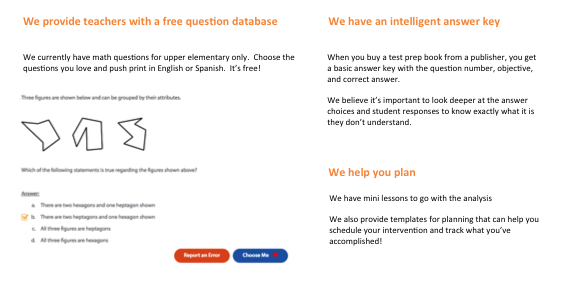 We provide teachers with a free question database
We currently have math questions for upper elementary only.  Choose the
questions you love and push print in English or Spanish.  It's free!
Three figures are shown below and can be grouped by their attributes.
Which of the following statements is true regarding the figures shown above?
Answer:
a. There are two hexagons and one heptagon shown
b. There are two heptagons and one hexagon shown
c. All three figures are heptagons
d. All three figures are hexagons
Report an Error
Choose Me
We have an intelligent answer key
When you buy a test prep book from a publisher, you get
a basic answer key with the question number, objective,
and correct answer.
We believe it's important to look deeper at the answer
choices and student responses to know exactly what it is
they don't understand.
We help you plan
We have mini lessons to go with the analysis
We also provide templates for planning that can help you
schedule your intervention and track what you've
accomplished!